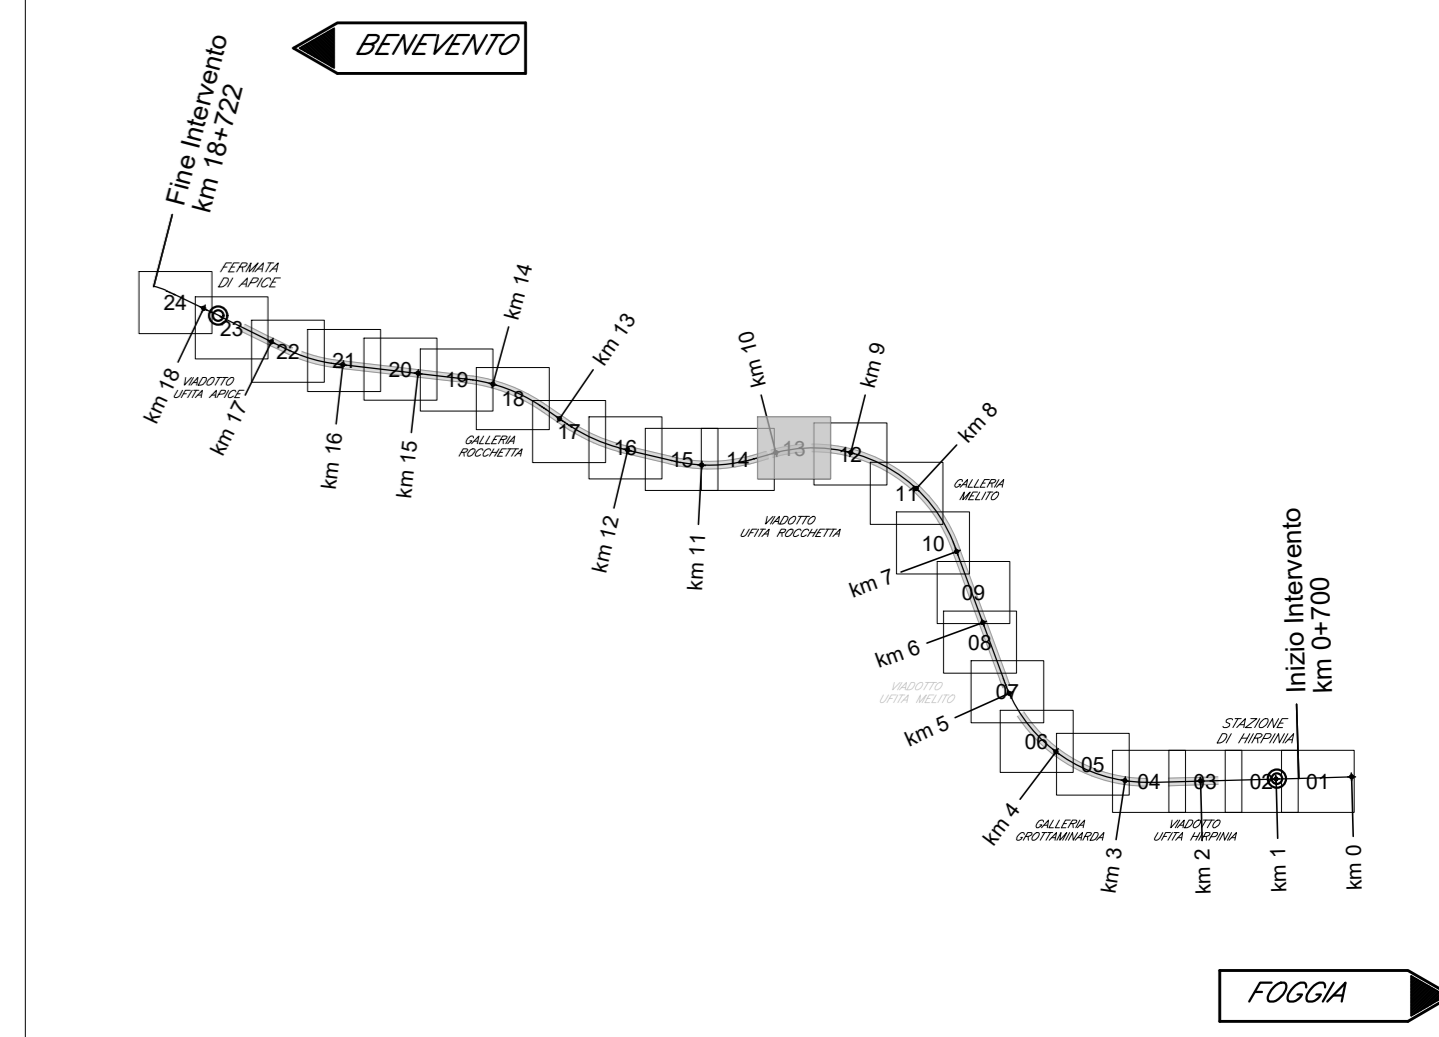 BENEVENTO
Fine Intervento
km 18+722
FERMATA
DI APICE
24
23
22
21
20
19
18
17
16
15
14
13
12
11
10
09
08
07
06
05
04
03
02
01
km 18
VIADOTTO
UFITA APICE
km 17
km 16
km 15
km 14
GALLERIA
ROCCHETTA
km 13
km 12
km 11
km 10
VIADOTTO
UFITA ROCCHETTA
km 9
km 8
GALLERIA
MELITO
km 7
km 6
VIADOTTO
UFITA MELITO
km 5
km 4
GALLERIA
GROTTAMINARDA
km 3
VIADOTTO
UFITA HIRPINIA
km 2
STAZIONE
DI HIRPINIA
km 1
Inizio Intervento
km 0+700
km 0
FOGGIA